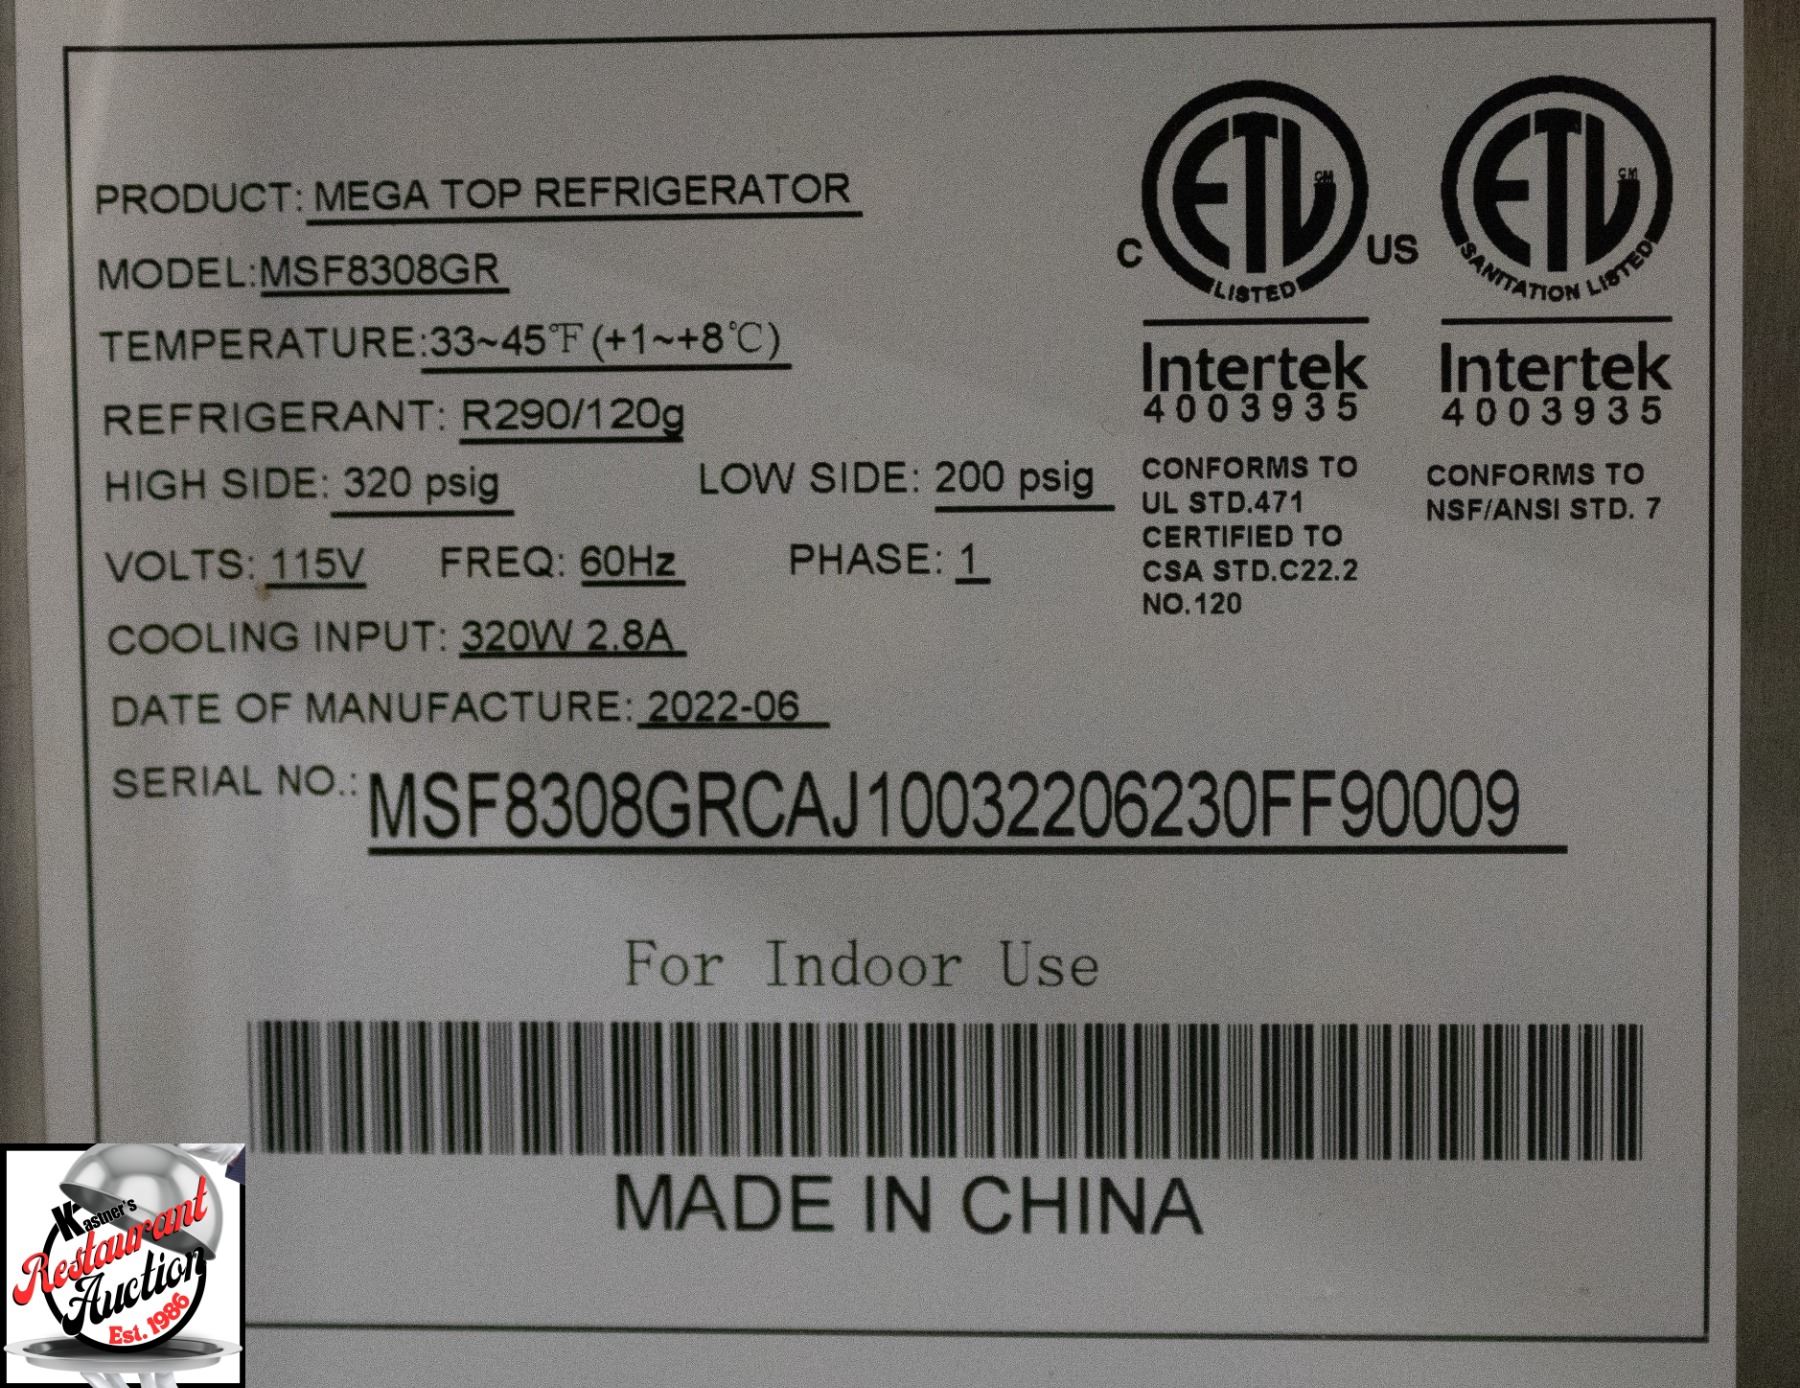 PRODUCT: MEGA TOP REFRIGERATOR
MODEL:MSF8308GR
TEMPERATURE:33~45℉(+1~+8℃)
REFRIGERANT: R290/120g
HIGH SIDE: 320 psig LOW SIDE: 200 psig
VOLTS: 115V FREQ: 60Hz PHASE: 1
COOLING INPUT: 320W 2.8A
DATE OF MANUFACTURE: 2022-06
SERIAL NO.: MSF8308GRCAJ10032206230FF90009
ETL CM
C US
LISTED
Intertek
4003935
CONFORMS TO
UL STD.471
CERTIFIED TO
CSA STD.C22.2
NO.120
ETL CM
SANITATION LISTED
Intertek
4003935
CONFORMS TO
NSF/ANSI STD. 7
For Indoor Use
MADE IN CHINA
Kastner's
Restaurant
Auction
Est. 1986